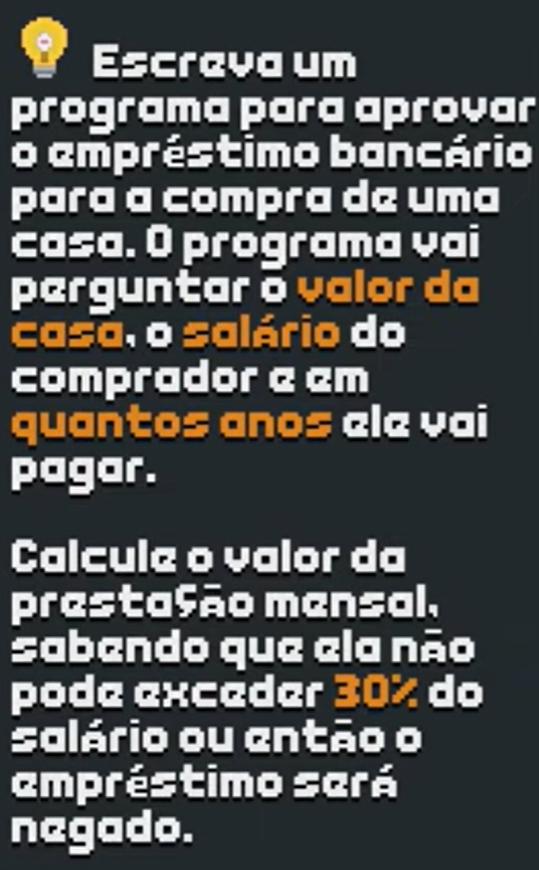 Escreva um
programa para aprovar
o empréstimo bancário
para a compra de uma
casa. O programa vai
perguntar o valor da
casa, o salário do
comprador e em
quantos anos ele vai
pagar.
Calcule o valor da
prestação mensal,
sabendo que ela não
pode exceder 30% do
salário ou então o
empréstimo será
negado.